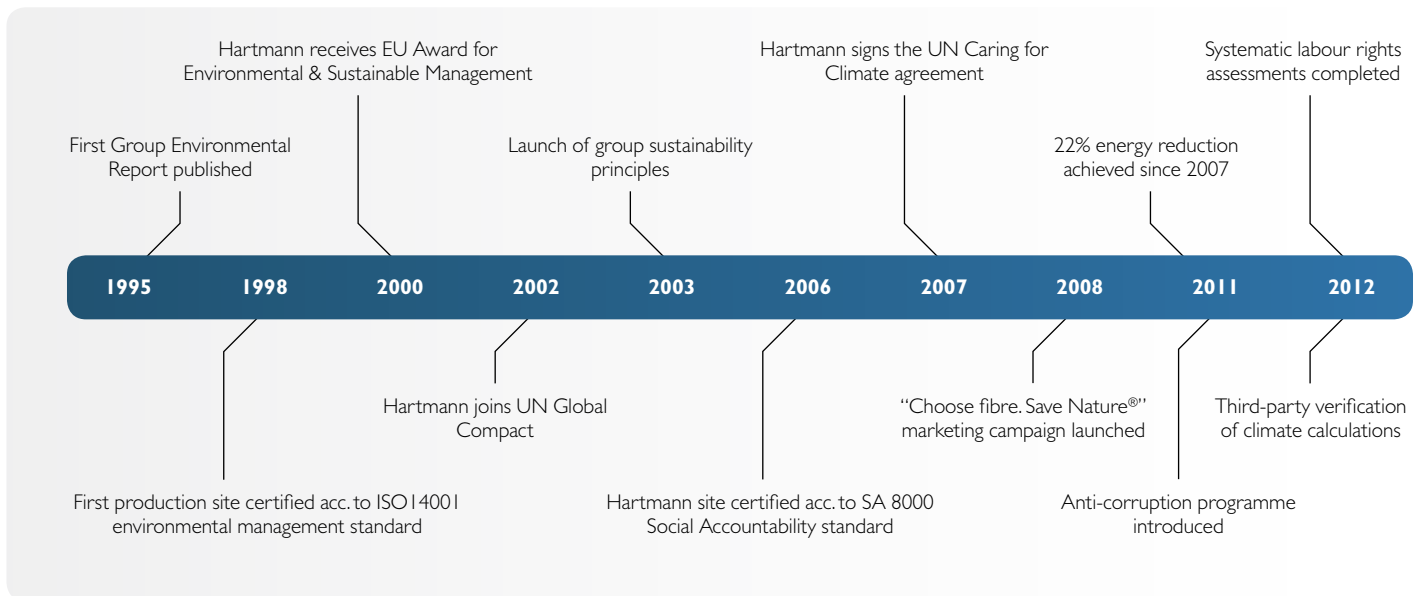 Hartmann receives EU Award for
Environmental & Sustainable Management
Hartmann signs the UN Caring for
Climate agreement
Systematic labour rights
assessments completed
First Group Environmental
Report published
Launch of group sustainability
principles
22% energy reduction
achieved since 2007
1995 1998 2000 2002 2003 2006 2007 2008 2011 2012
Hartmann joins UN Global
Compact
“Choose fibre. Save Nature®”
marketing campaign launched
Third-party verification
of climate calculations
First production site certified acc. to ISO14001
environmental management standard
Hartmann site certified acc. to SA 8000
Social Accountability standard
Anti-corruption programme
introduced